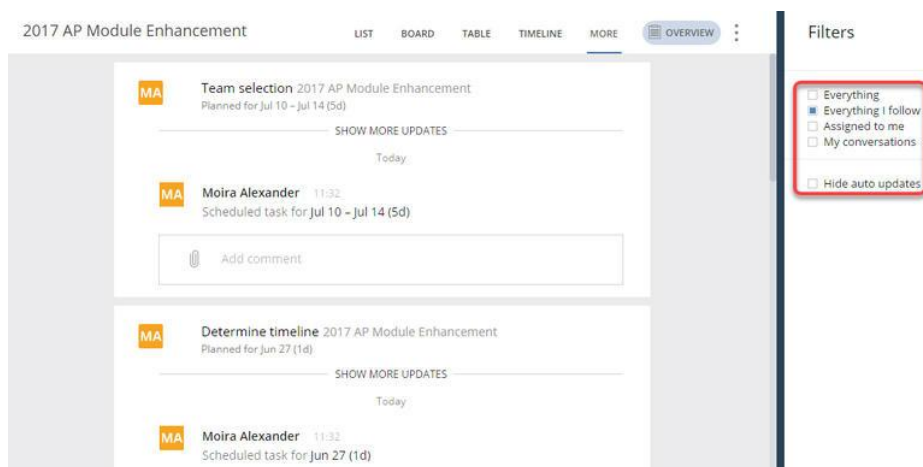 2017 AP Module Enhancement
LIST BOARD TABLE TIMELINE MORE OVERVIEW
MA
Team selection 2017 AP Module Enhancement
Planned for Jul 10 – Jul 14 (5d)
SHOW MORE UPDATES
Today
MA
Moira Alexander 11:32
Scheduled task for Jul 10 – Jul 14 (5d)
Add comment
MA
Determine timeline 2017 AP Module Enhancement
Planned for Jun 27 (1d)
SHOW MORE UPDATES
Today
MA
Moira Alexander 11:32
Scheduled task for Jun 27 (1d)
Filters
Everything
Everything I follow
Assigned to me
My conversations
Hide auto updates